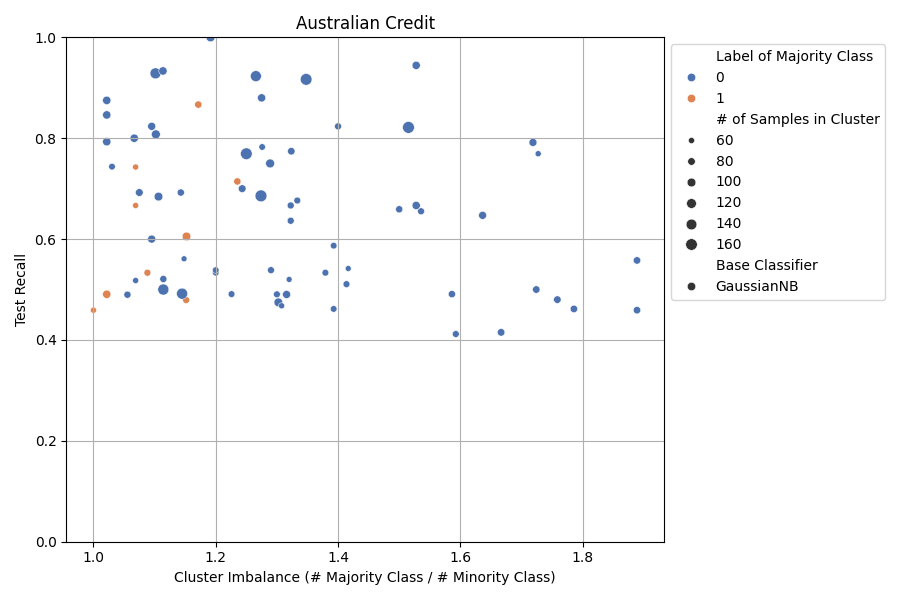 Australian Credit
1.0
0.8
0.6
0.4
0.2
0.0
Test Recall
1.0
1.2
1.4
1.6
1.8
Cluster Imbalance (# Majority Class / # Minority Class)
Label of Majority Class
0
1
# of Samples in Cluster
60
80
100
120
140
160
Base Classifier
GaussianNB